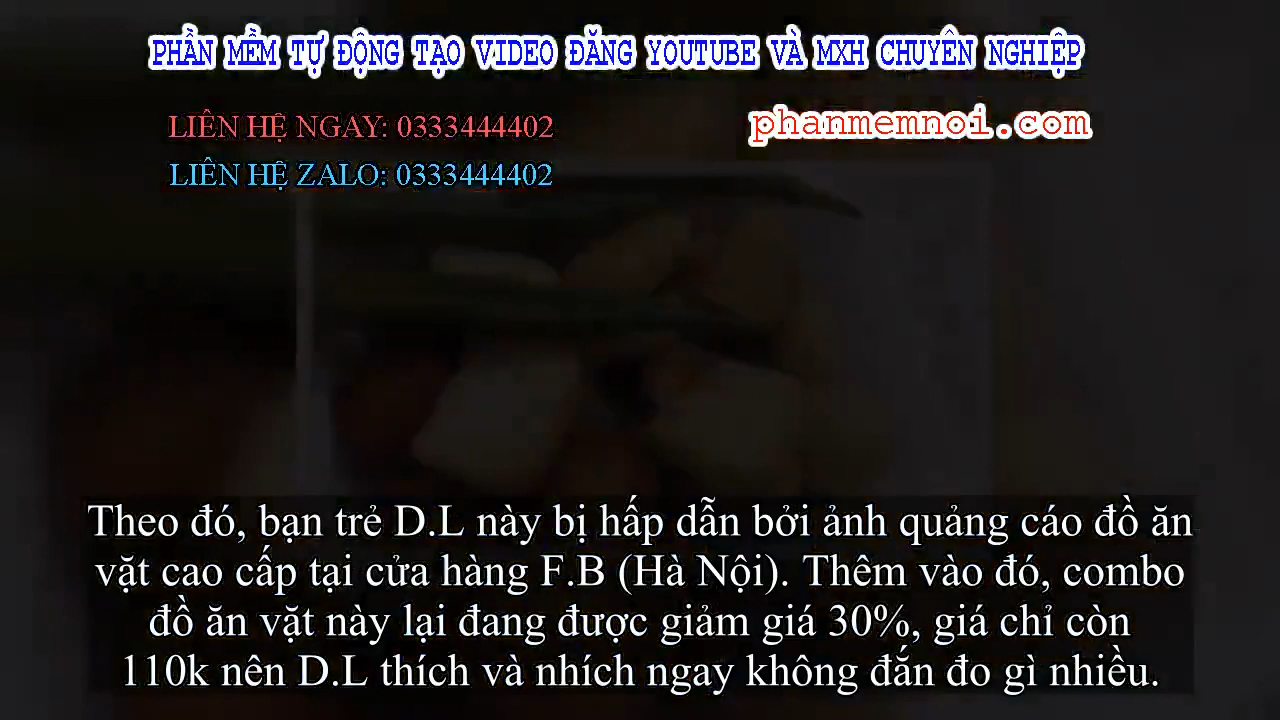 PHẦN MỀM TỰ ĐỘNG TẠO VIDEO ĐĂNG YOUTUBE VÀ MXH CHUYÊN NGHIỆP
LIÊN HỆ NGAY: 0333444402
phanmemnoi.com
LIÊN HỆ ZALO: 0333444402
Theo đó, bạn trẻ D.L này bị hấp dẫn bởi ảnh quảng cáo đồ ăn
vặt cao cấp tại cửa hàng F.B (Hà Nội). Thêm vào đó, combo
đồ ăn vặt này lại đang được giảm giá 30%, giá chỉ còn
110k nên D.L thích và nhích ngay không đắn đo gì nhiều.